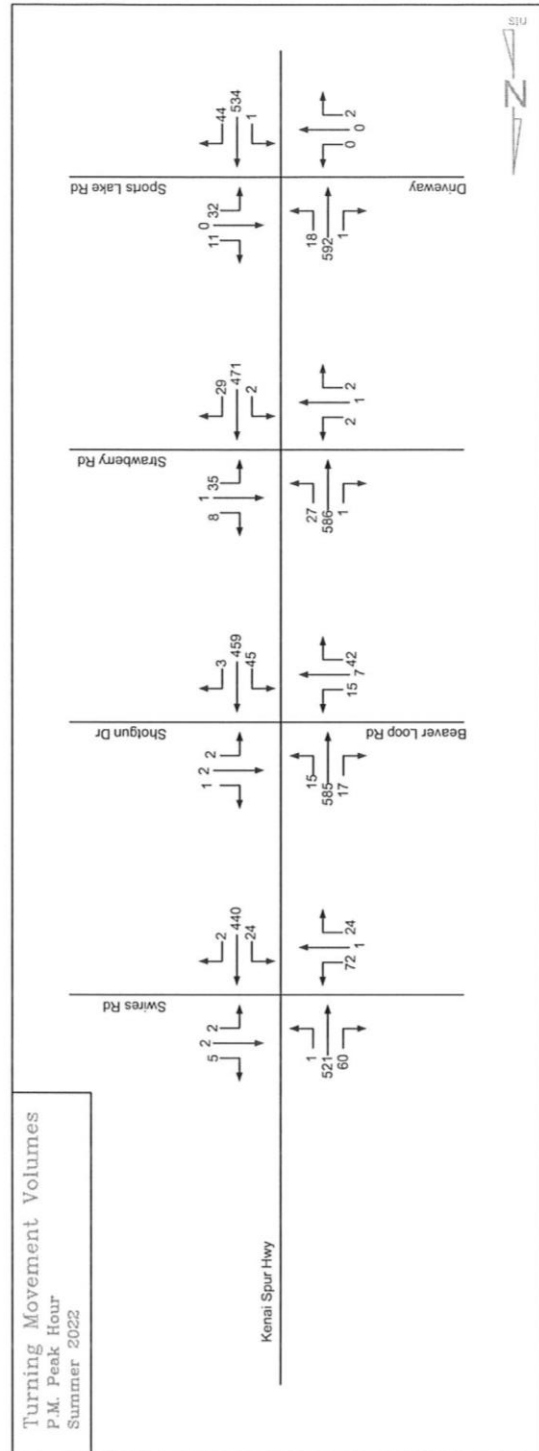 Turning Movement Volumes
P.M. Peak Hour
Summer 2022
nts
N
Kenai Spur Hwy
Swires Rd
5 2 2
2
440
24
1
521
60
72 1 24
Shotgun Dr
Beaver Loop Rd
1 2 2
3
459
45
15
585
17
15 7 42
Strawberry Rd
8 1 35
29
471
2
27
586
1
2 1 2
Sports Lake Rd
Driveway
11 0 32
44
534
1
18
592
1
0 0 2